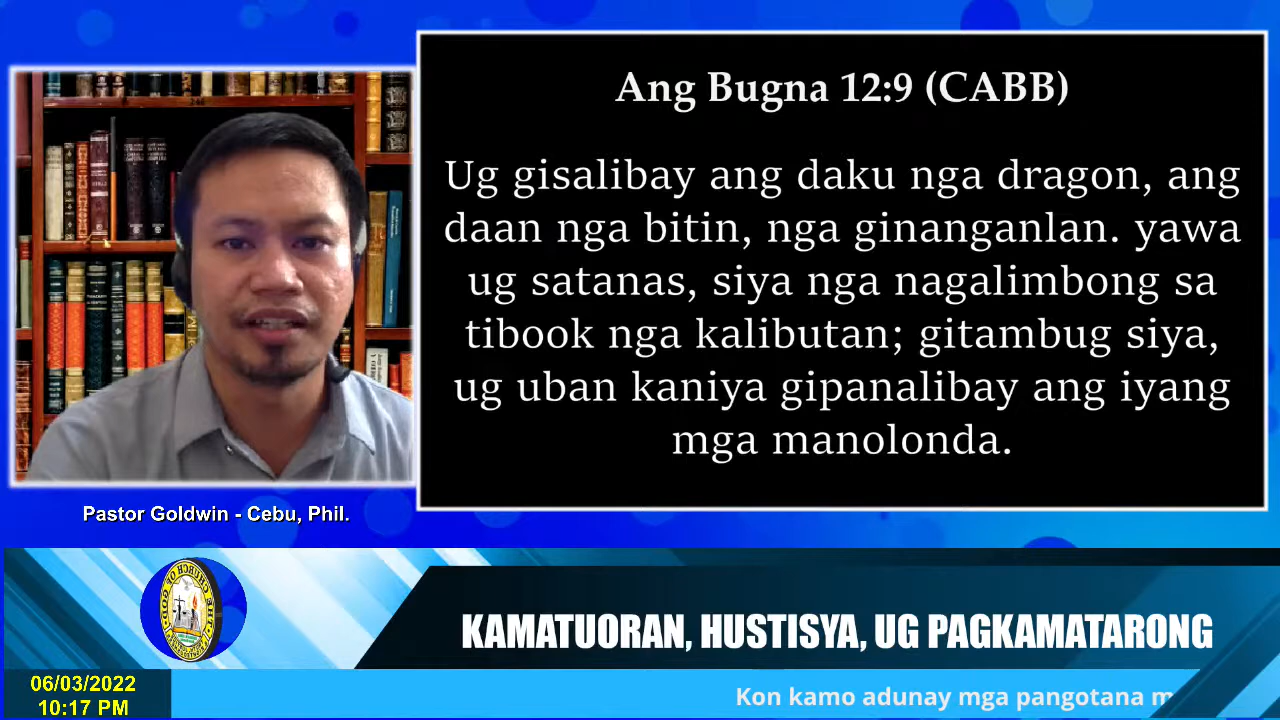 Ang Bugna 12:9 (CABB)
Ug gisalibay ang daku nga dragon, ang
daan nga bitin, nga ginanganlan. yawa
ug satanas, siya nga nagalimbong sa
tibook nga kalibutan; gitambug siya,
ug uban kaniya gipanalibay ang iyang
mga manolonda.
Pastor Goldwin - Cebu, Phil.
KAMATUORAN, HUSTISYA, UG PAGKAMATARONG
06/03/2022
10:17 PM
Kon kamo adunay mga pangotana